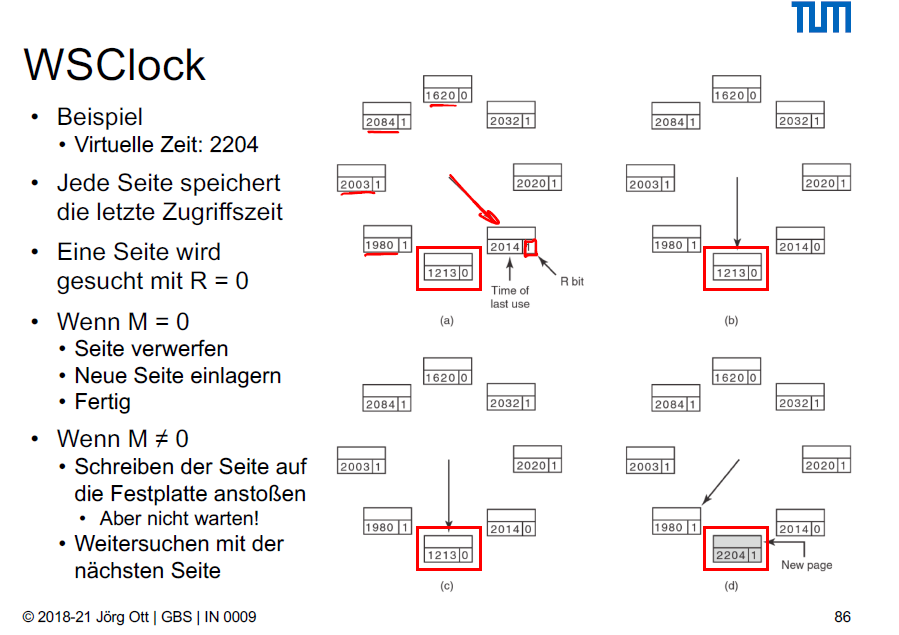 TUM
WSClock
• Beispiel
• Virtuelle Zeit: 2204
• Jede Seite speichert
die letzte Zugriffszeit
• Eine Seite wird
gesucht mit R = 0
• Wenn M = 0
• Seite verwerfen
• Neue Seite einlagern
• Fertig
• Wenn M ≠ 0
• Schreiben der Seite auf
die Festplatte anstoßen
• Aber nicht warten!
• Weitersuchen mit der
nächsten Seite
1620 0
2084 1
2032 1
2003 1
2020 1
1980 1
2014 1
1213 0
Time of
last use
R bit
(a)
1620 0
2084 1
2032 1
2003 1
2020 1
1980 1
2014 0
1213 0
(b)
1620 0
2084 1
2032 1
2003 1
2020 1
1980 1
2014 0
1213 0
(c)
1620 0
2084 1
2032 1
2003 1
2020 1
1980 1
2014 0
2204 1
New page
(d)
© 2018-21 Jörg Ott | GBS | IN 0009
86